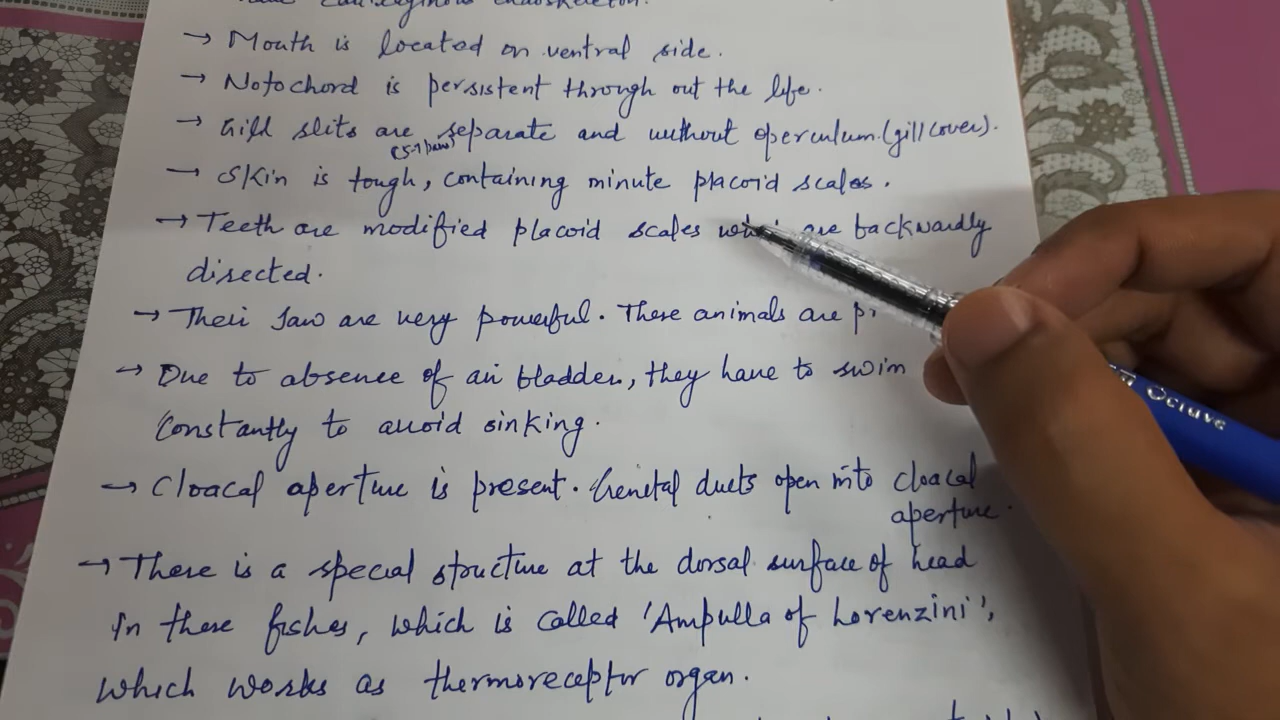 cartilaginous endoskeleton.
→ Mouth is located on ventral side.
→ Notochord is persistent through out the life.
→ Gill slits are separate and without operculum.(gill cover).
→ Skin is tough, containing minute placoid scales.
→ Teeth are modified placoid scales are backwardly
directed.
→ Their Jaw are very powerful. These animals are
→ Due to absence of air bladder, they have to swim
constantly to avoid sinking.
→ Cloacal aperture is present. Genital ducts open into cloacal
aperture.
→ There is a special structure at the dorsal surface of head
In these fishes, which is called 'Ampulla of Lorenzini',
which works as thermoreceptor organ.
Octave